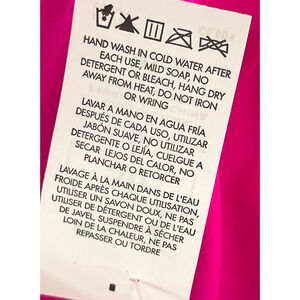 HAND WASH IN COLD WATER AFTER
EACH USE, MILD SOAP, NO
DETERGENT OR BLEACH, HANG DRY
AWAY FROM HEAT, DO NOT IRON
OR WRING
LAVAR A MANO EN AGUA FRÍA
DESPUÉS DE CADA USO, UTILIZAR
JABÓN SUAVE, NO UTILIZAR
DETERGENTE O LEJÍA, CUELGUE A
SECAR LEJOS DEL CALOR, NO
PLANCHAR O RETORCER
LAVAGE À LA MAIN DANS DE L'EAU
FROIDE APRÈS CHAQUE UTILISATION,
UTILISER UN SAVON DOUX, NE PAS
UTILISER DE DÉTERGENT OU DE L'EAU
DE JAVEL, SUSPENDRE À SÉCHER
LOIN DE LA CHALEUR, NE PAS
REPASSER OU TORDRE